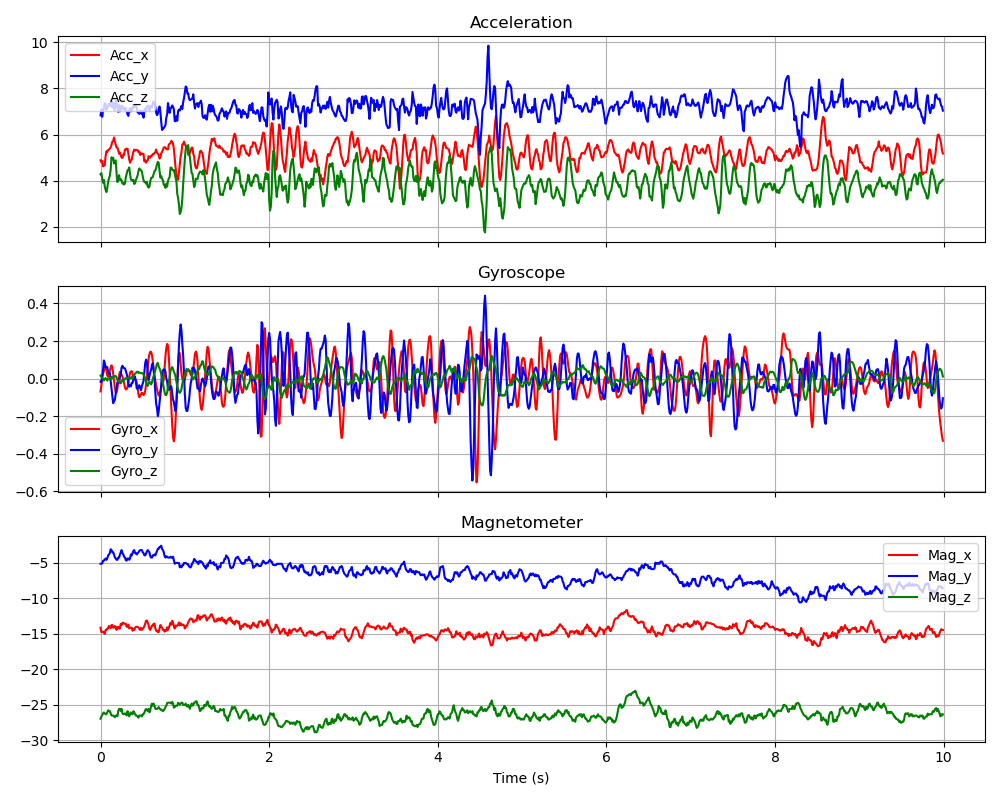 Acceleration
10
8
6
4
2
Acc_x
Acc_y
Acc_z
Gyroscope
0.4
0.2
0.0
−0.2
−0.4
−0.6
Gyro_x
Gyro_y
Gyro_z
Magnetometer
−5
−10
−15
−20
−25
−30
Mag_x
Mag_y
Mag_z
0 2 4 6 8 10
Time (s)